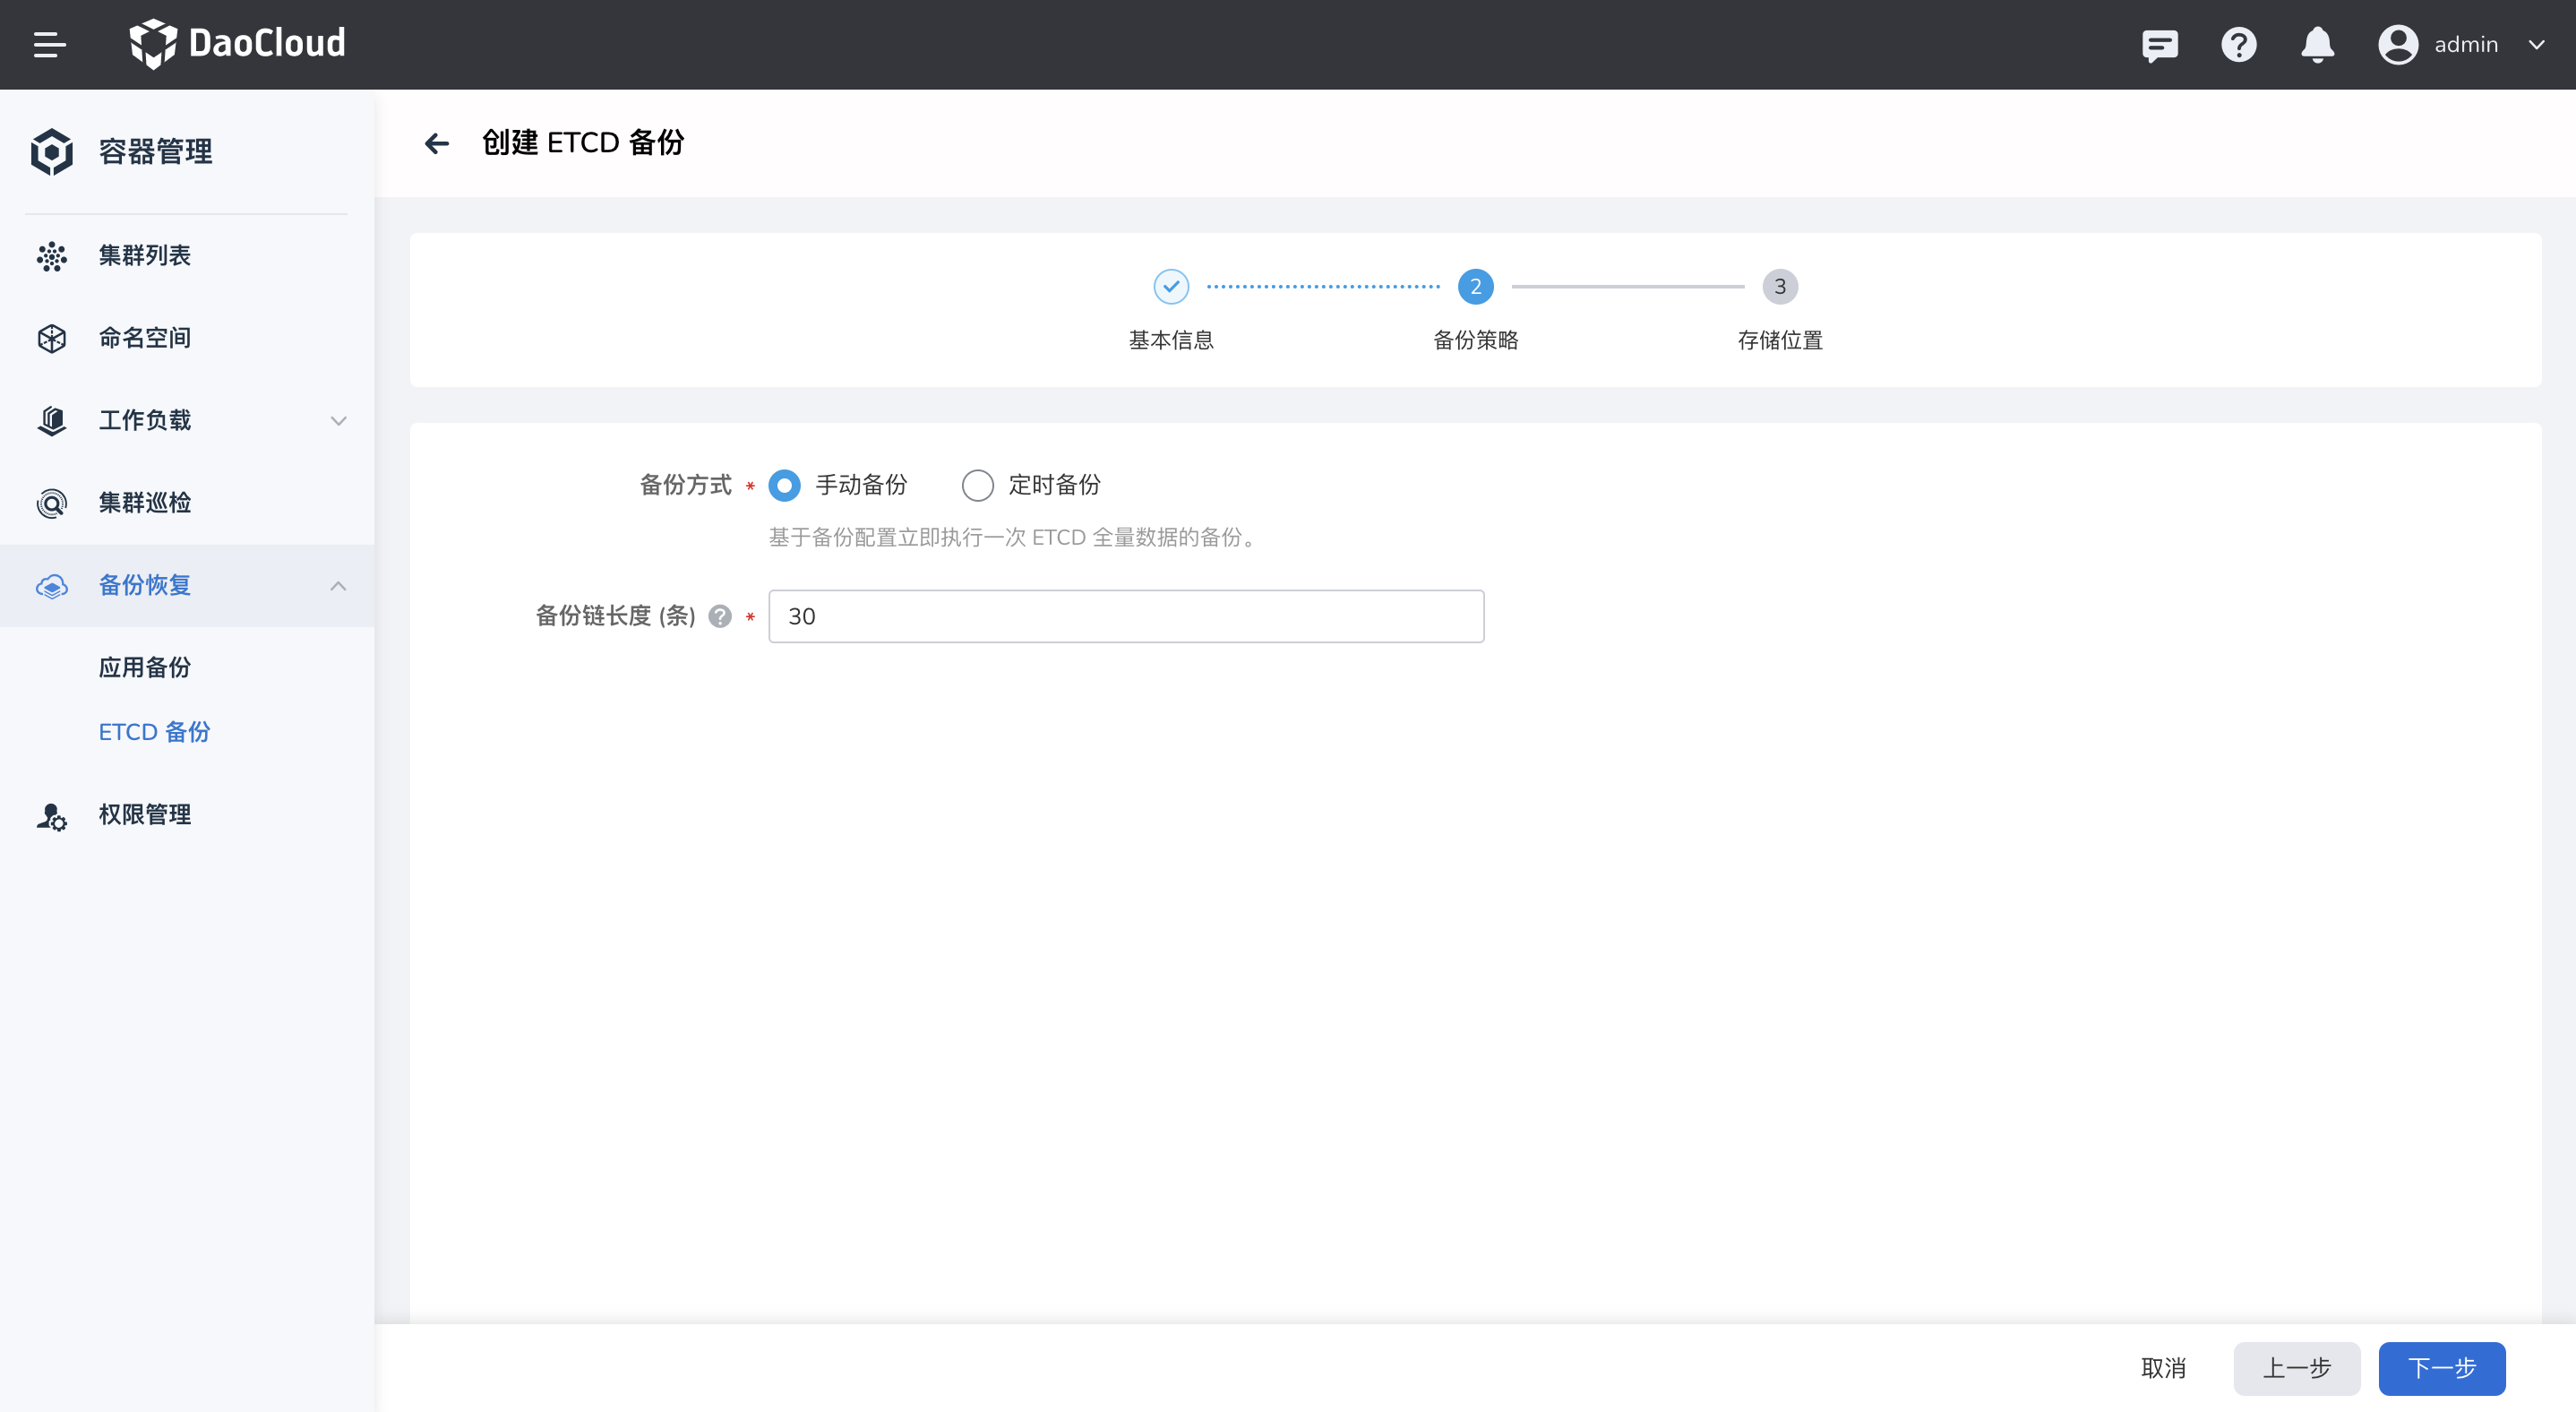 DaoCloud
admin
容器管理
集群列表
命名空间
工作负载
集群巡检
备份恢复
应用备份
ETCD 备份
权限管理
创建 ETCD 备份
2
3
基本信息
备份策略
存储位置
备份方式 * 手动备份 定时备份
基于备份配置立即执行一次 ETCD 全量数据的备份。
备份链长度 (条) ? * 30
取消 上一步 下一步